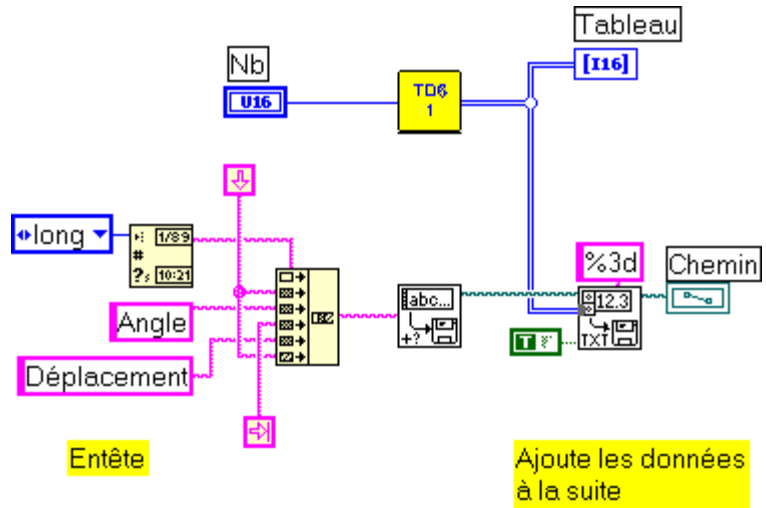 Tableau
Nb
[I16]
U16
TD6
1
long
1/89
#
?
10:21
%3d
Chemin
abc...
12.3
Angle
+?
TXT
T
Déplacement
Entête
Ajoute les données
à la suite